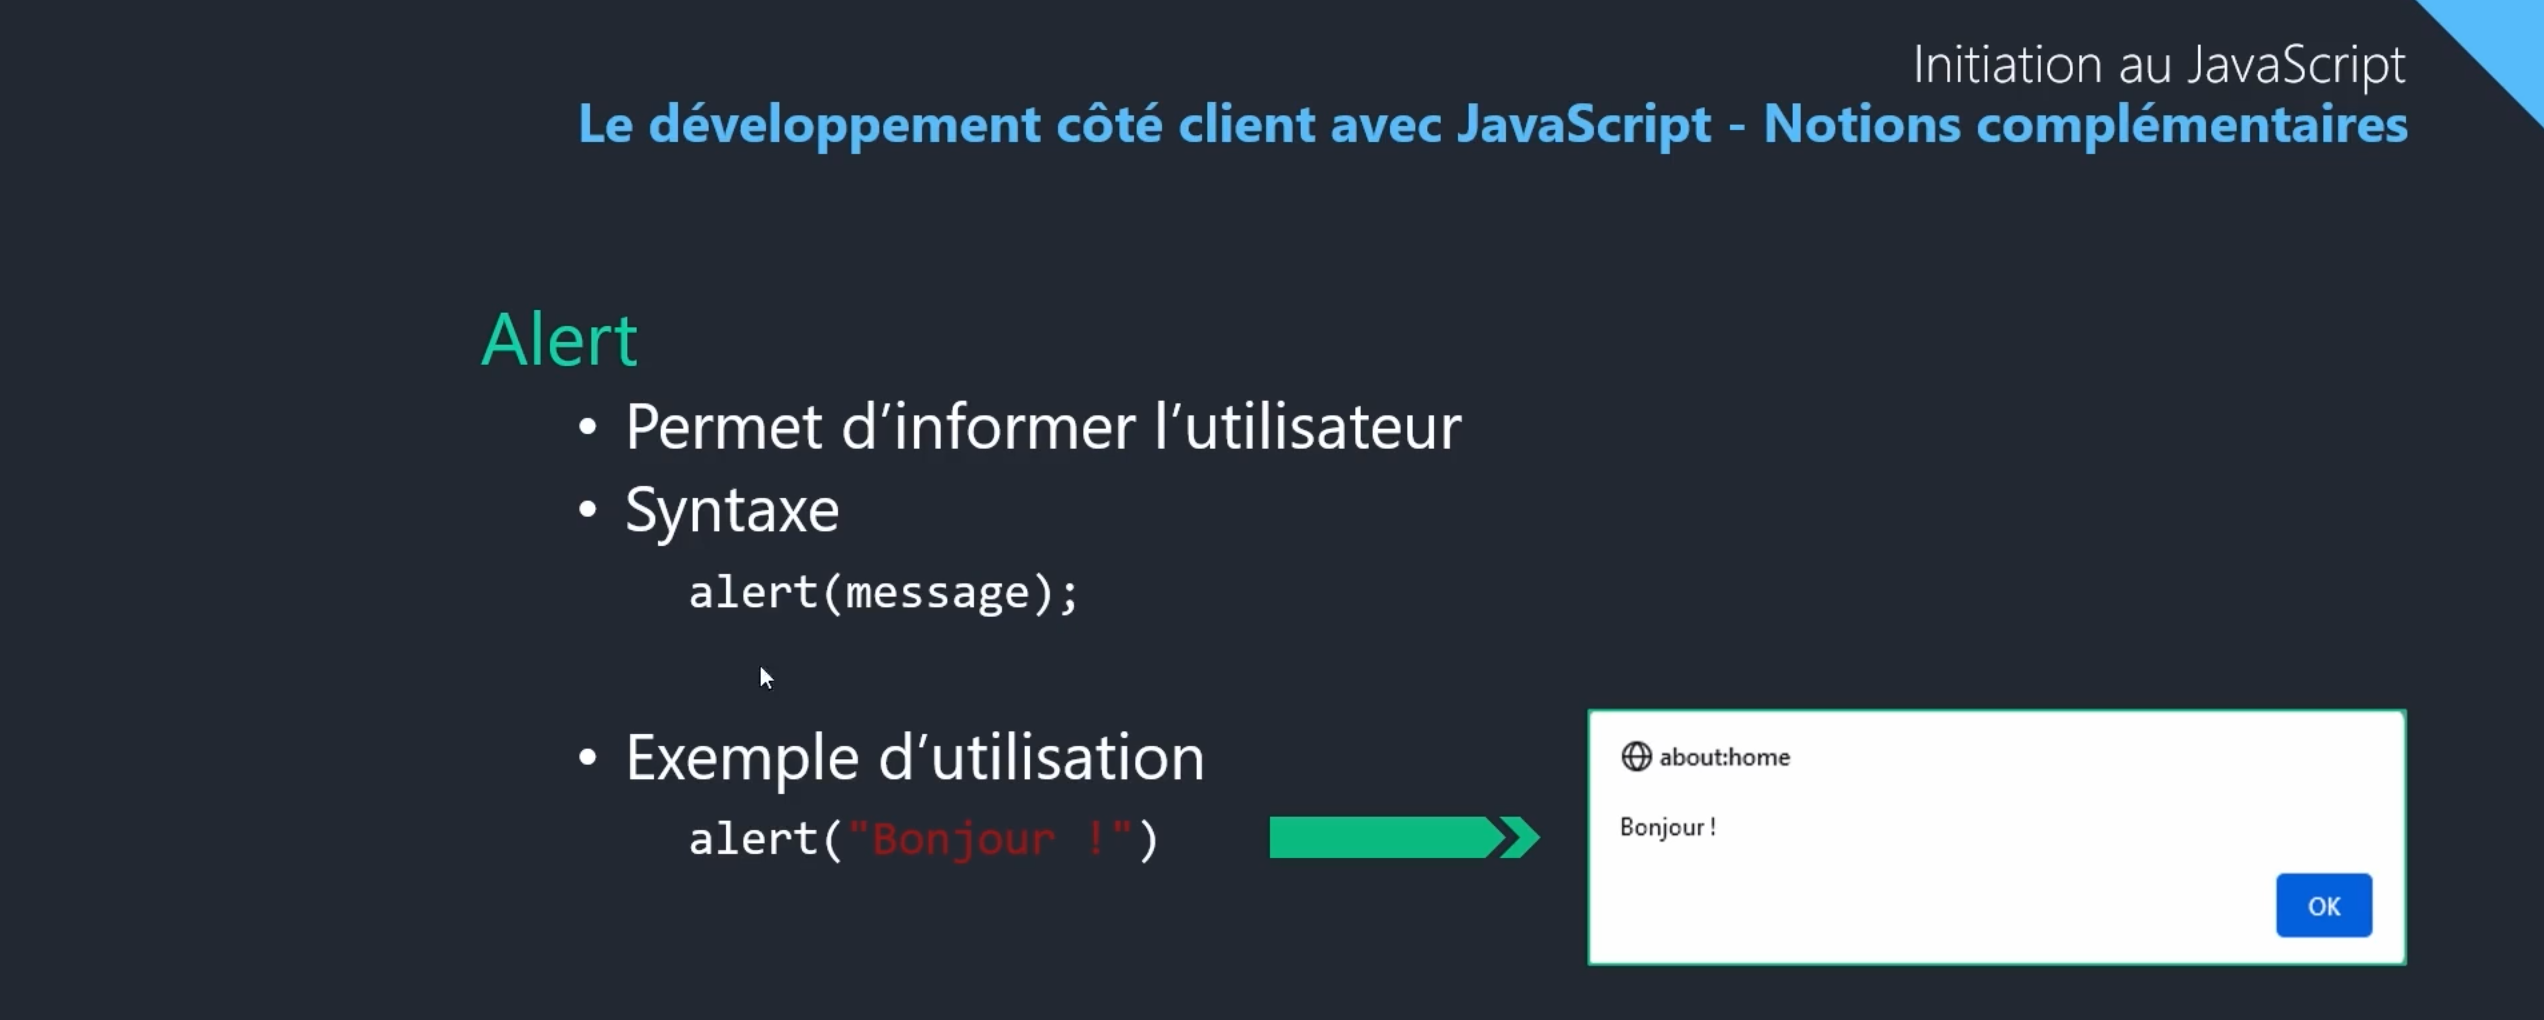 Initiation au JavaScript
Le développement côté client avec JavaScript - Notions complémentaires
Alert
• Permet d’informer l’utilisateur
• Syntaxe
alert(message);
• Exemple d’utilisation
alert("Bonjour !")
about:home
Bonjour !
OK